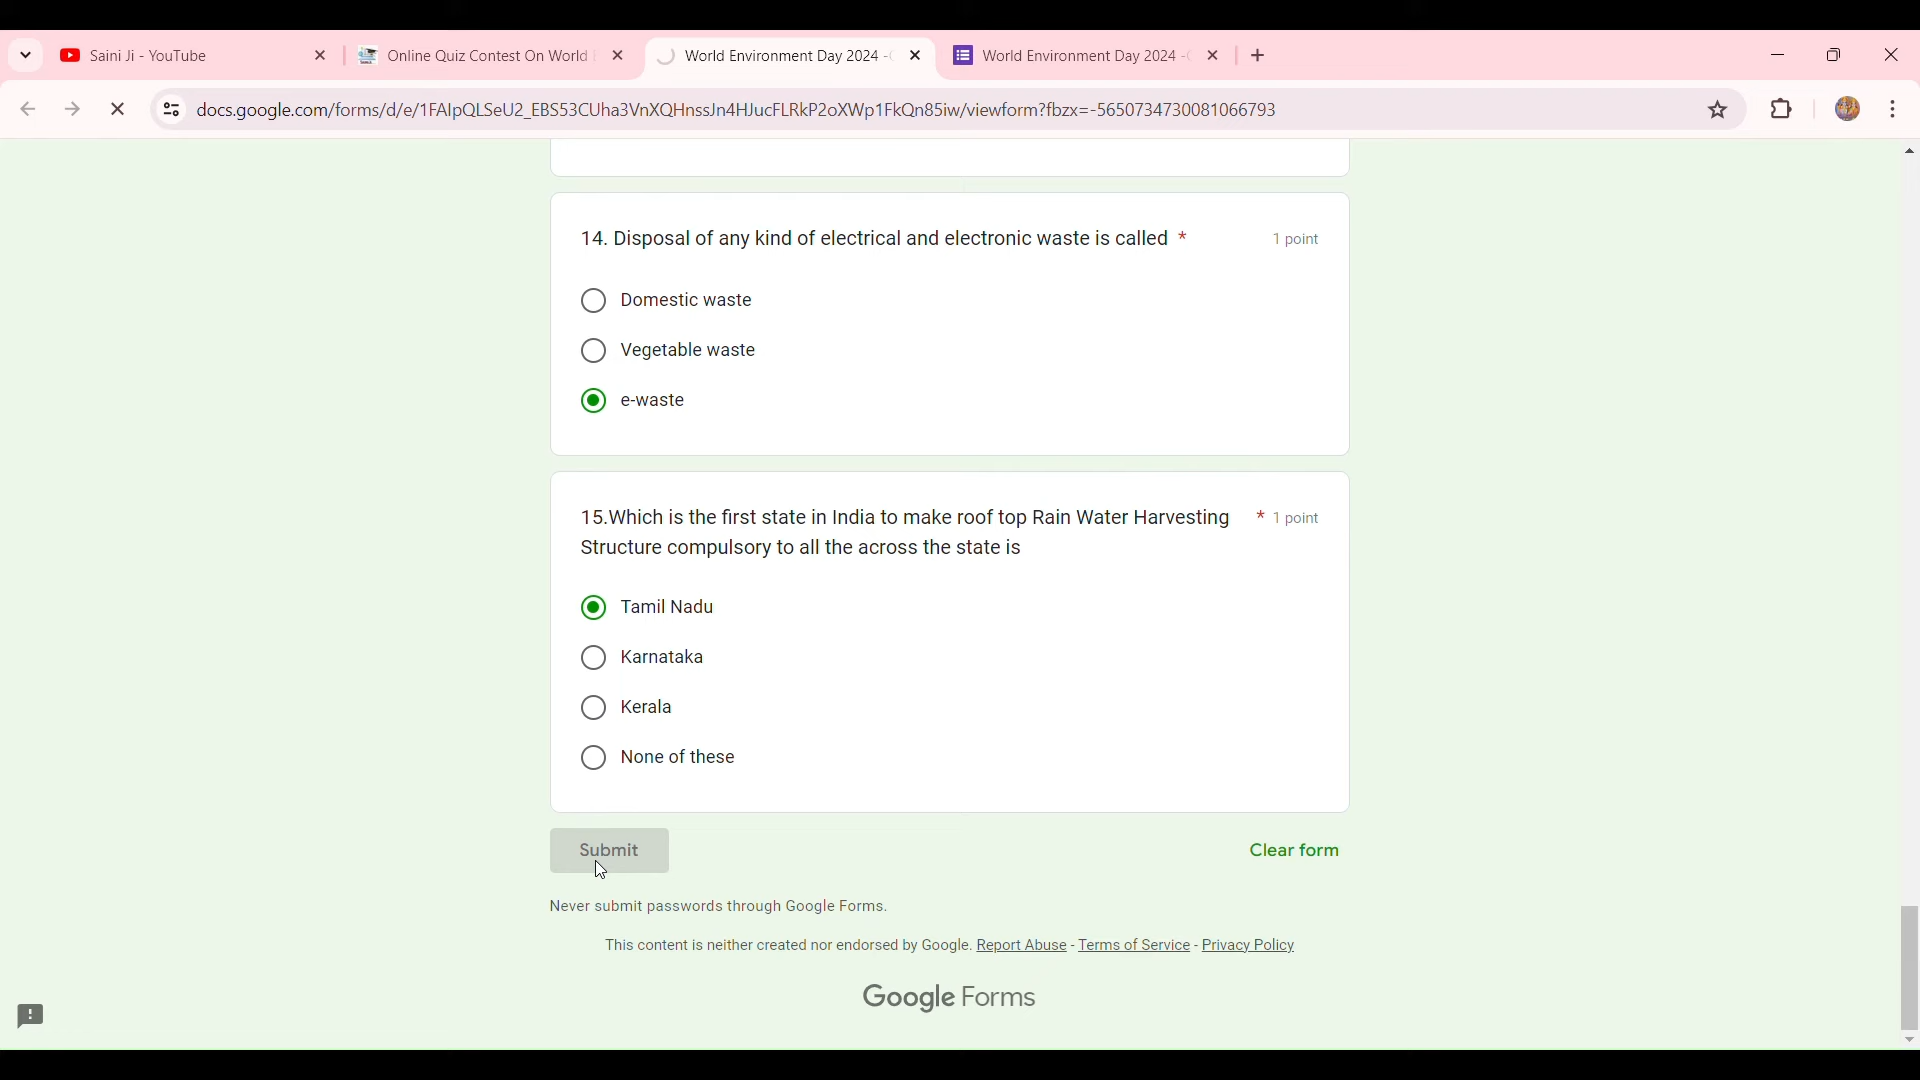 Saini Ji - YouTube
Online Quiz Contest On World
World Environment Day 2024 -
World Environment Day 2024 -
docs.google.com/forms/d/e/1FAIpQLSeU2_EBS53CUha3VnXQHnssJn4HJucFLRkP2oXWp1FkQn85iw/viewform?fbzx=-5650734730081066793
14. Disposal of any kind of electrical and electronic waste is called * 1 point
Domestic waste
Vegetable waste
e-waste
15.Which is the first state in India to make roof top Rain Water Harvesting * 1 point
Structure compulsory to all the across the state is
Tamil Nadu
Karnataka
Kerala
None of these
Submit
Clear form
Never submit passwords through Google Forms.
This content is neither created nor endorsed by Google. Report Abuse - Terms of Service - Privacy Policy
Google Forms